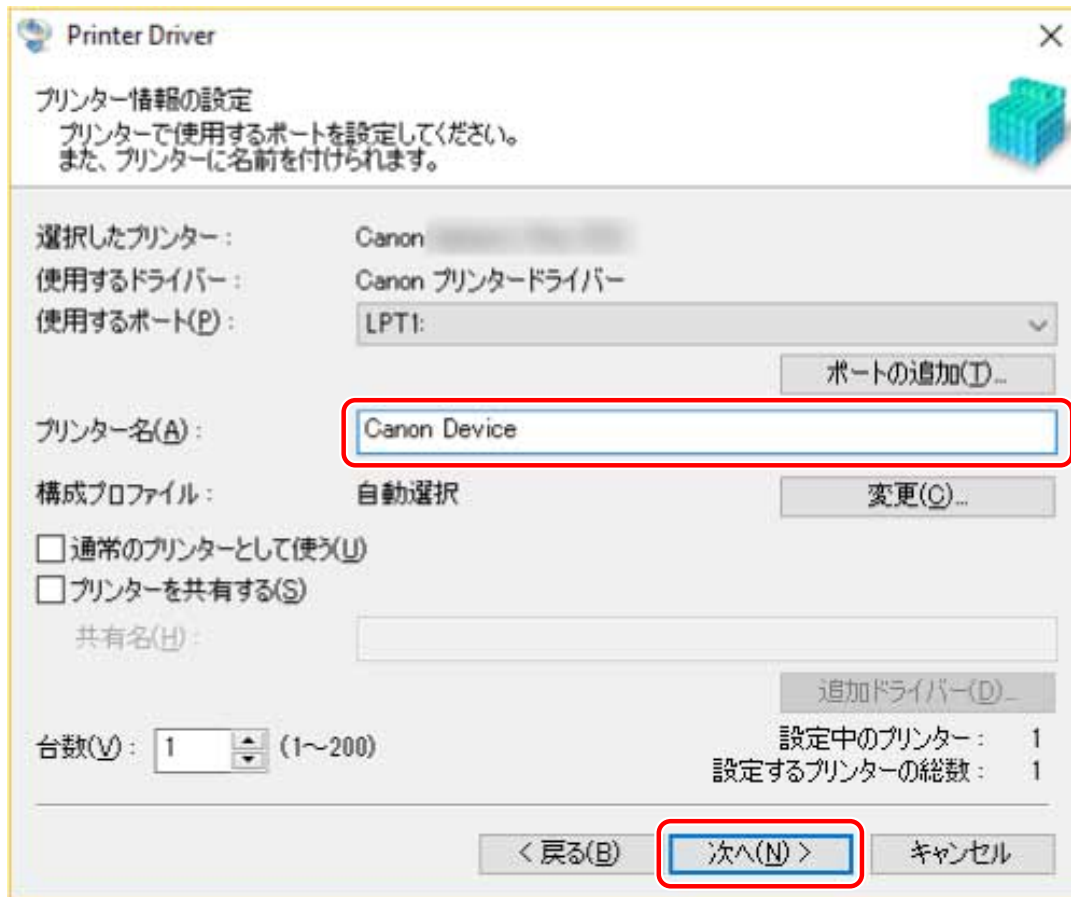 Printer Driver
プリンター情報の設定
プリンターで使用するポートを設定してください。
また、プリンターに名前を付けられます。
選択したプリンター： Canon
使用するドライバー： Canon プリンタードライバー
使用するポート(P)： LPT1:
ポートの追加(T)...
プリンター名(A)： Canon Device
構成プロファイル： 自動選択 変更(C)...
通常のプリンターとして使う(U)
プリンターを共有する(S)
共有名(H)：
追加ドライバー(D)...
台数(V)： 1 (1～200) 設定中のプリンター： 1
設定するプリンターの総数： 1
< 戻る(B) 次へ(N) > キャンセル